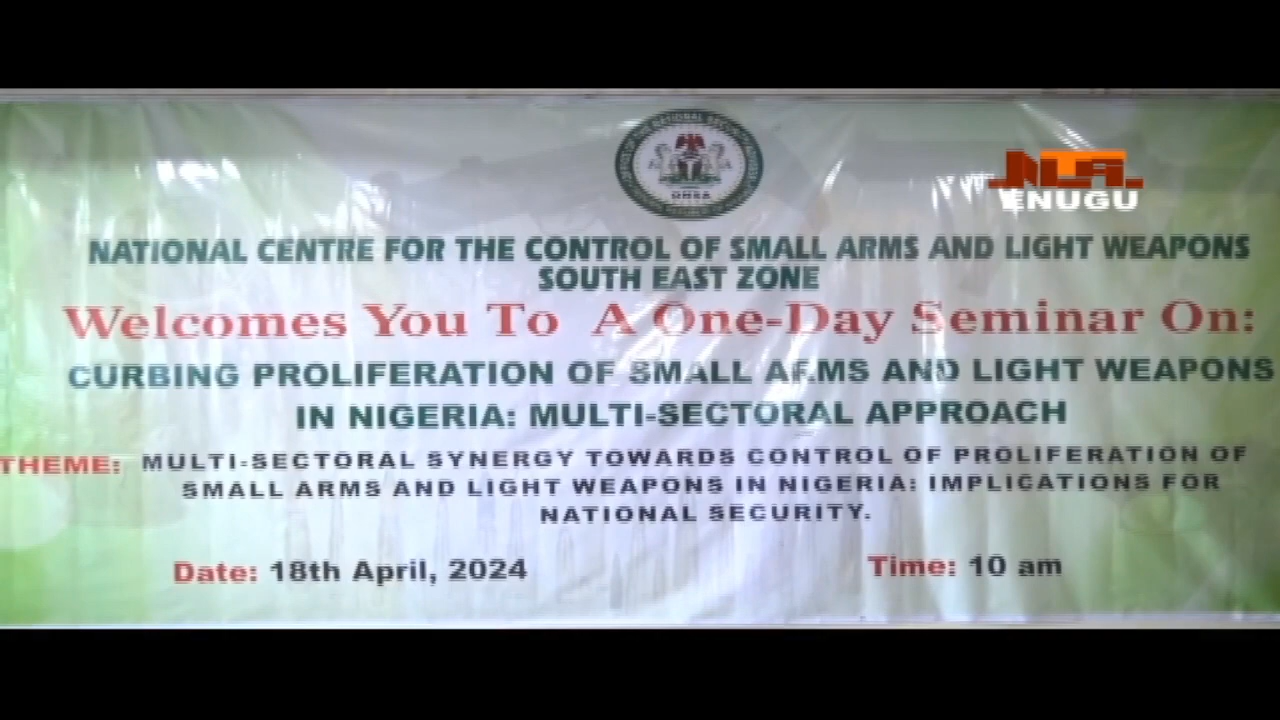 ONSA
NTA
ENUGU
NATIONAL CENTRE FOR THE CONTROL OF SMALL ARMS AND LIGHT WEAPONS
SOUTH EAST ZONE
Welcomes You To A One-Day Seminar On:
CURBING PROLIFERATION OF SMALL ARMS AND LIGHT WEAPONS
IN NIGERIA: MULTI-SECTORAL APPROACH
THEME: MULTI-SECTORAL SYNERGY TOWARDS CONTROL OF PROLIFERATION OF
SMALL ARMS AND LIGHT WEAPONS IN NIGERIA: IMPLICATIONS FOR
NATIONAL SECURITY.
Date: 18th April, 2024 Time: 10 am